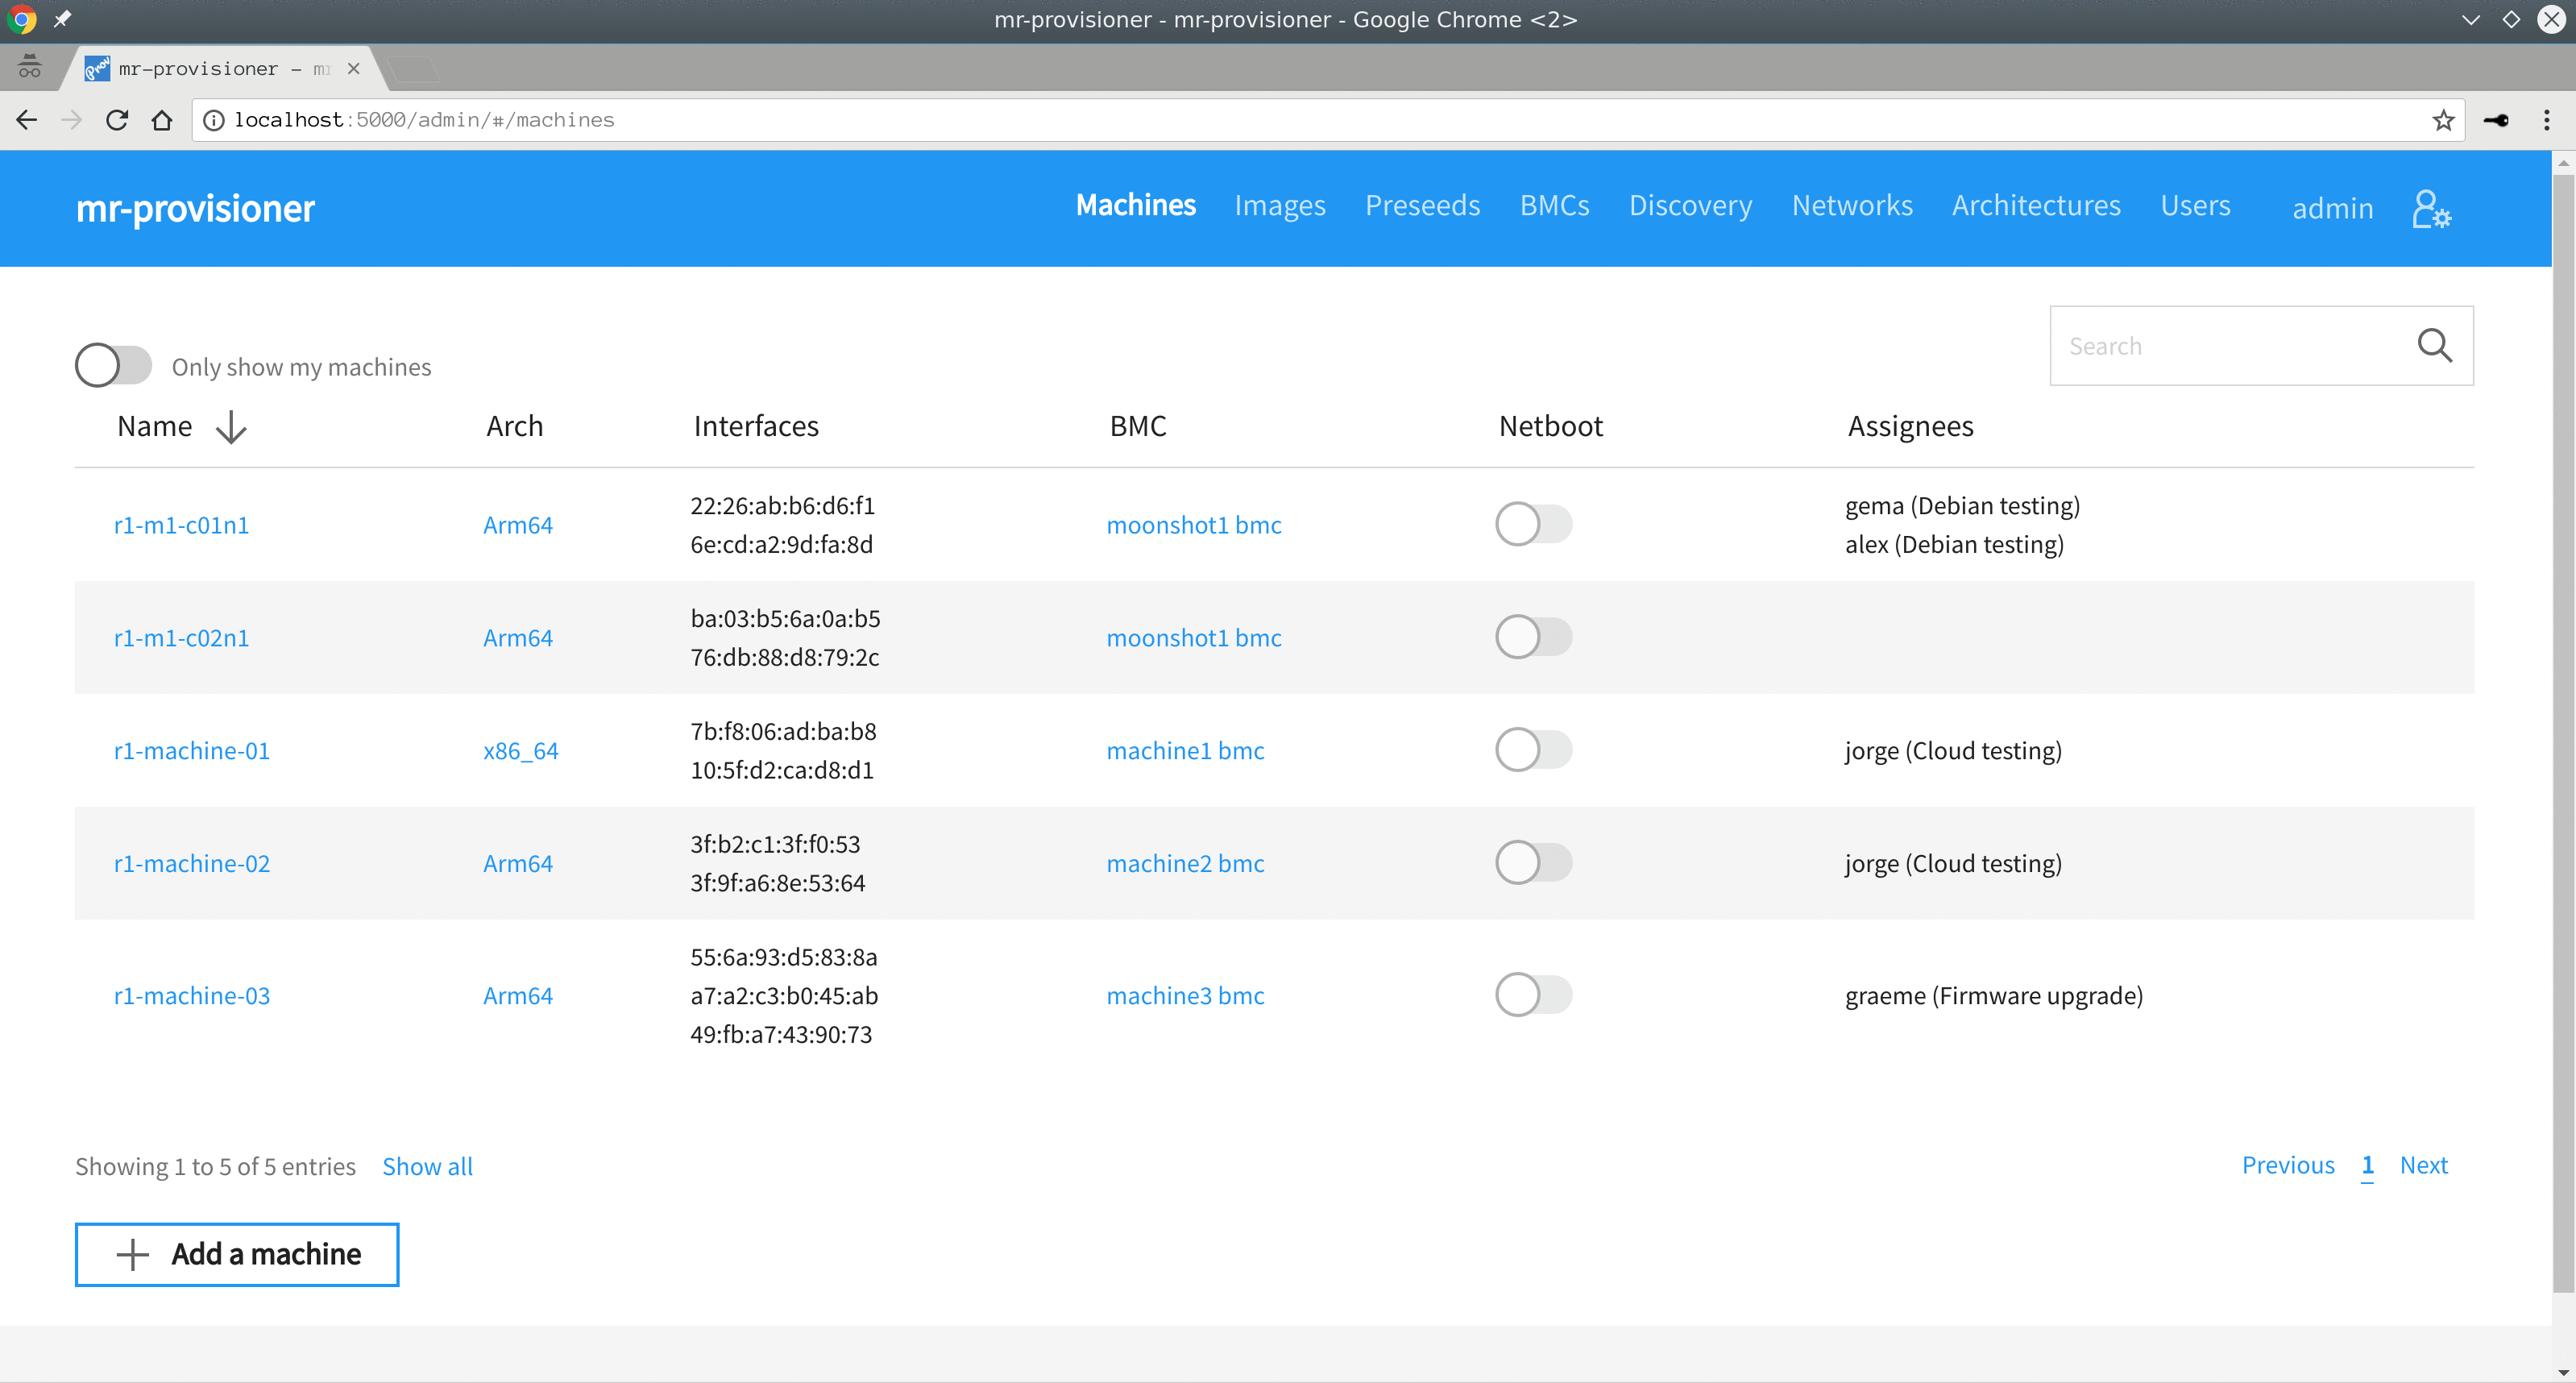 mr-provisioner - mr-provisioner - Google Chrome <2>
mr-provisioner - mr
localhost:5000/admin/#/machines
mr-provisioner
Machines Images Preseeds BMCs Discovery Networks Architectures Users admin
Search
Only show my machines
Name Arch Interfaces BMC Netboot Assignees
r1-m1-c01n1 Arm64 22:26:ab:b6:d6:f1 moonshot1 bmc gema (Debian testing)
6e:cd:a2:9d:fa:8d alex (Debian testing)
r1-m1-c02n1 Arm64 ba:03:b5:6a:0a:b5 moonshot1 bmc
76:db:88:d8:79:2c
r1-machine-01 x86_64 7b:f8:06:ad:ba:b8 machine1 bmc jorge (Cloud testing)
10:5f:d2:ca:d8:d1
r1-machine-02 Arm64 3f:b2:c1:3f:f0:53 machine2 bmc jorge (Cloud testing)
3f:9f:a6:8e:53:64
55:6a:93:d5:83:8a
r1-machine-03 Arm64 a7:a2:c3:b0:45:ab machine3 bmc graeme (Firmware upgrade)
49:fb:a7:43:90:73
Showing 1 to 5 of 5 entries Show all Previous 1 Next
Add a machine